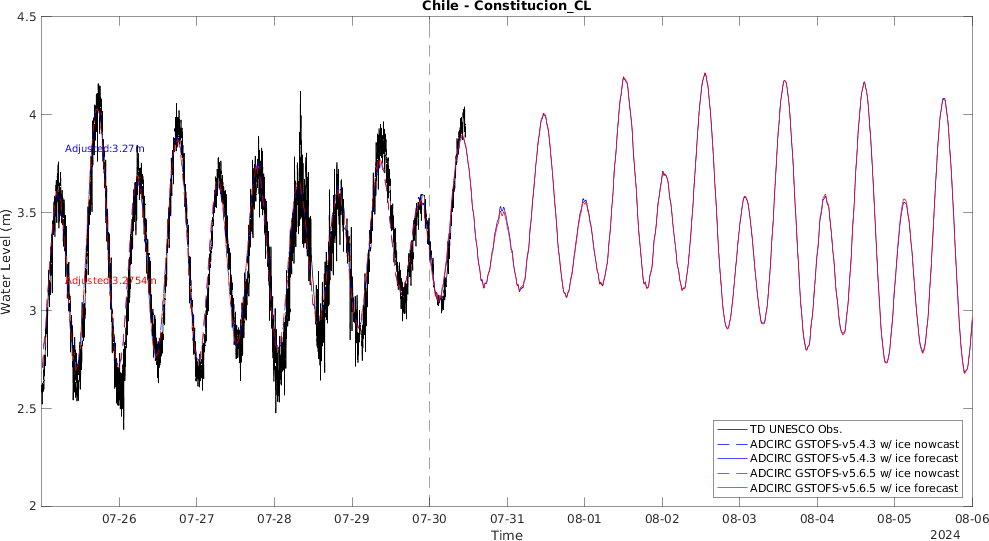 Chile - Constitucion_CL
4.5
4
3.5
3
2.5
2
Water Level (m)
Adjusted:3.27m
Adjusted:3.2754m
TD UNESCO Obs.
ADCIRC GSTOFS-v5.4.3 w/ ice nowcast
ADCIRC GSTOFS-v5.4.3 w/ ice forecast
ADCIRC GSTOFS-v5.6.5 w/ ice nowcast
ADCIRC GSTOFS-v5.6.5 w/ ice forecast
07-26 07-27 07-28 07-29 07-30 07-31 08-01 08-02 08-03 08-04 08-05 08-06
Time
2024